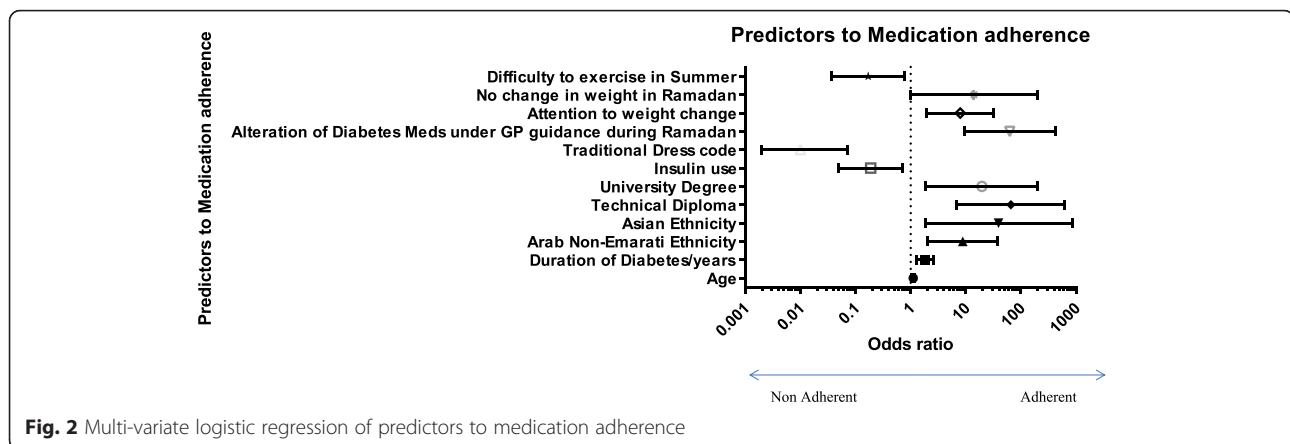 Predictors to Medication adherence
Predictors to Medication adherence
Difficulty to exercise in Summer
No change in weight in Ramadan
Attention to weight change
Alteration of Diabetes Meds under GP guidance during Ramadan
Traditional Dress code
Insulin use
University Degree
Technical Diploma
Asian Ethnicity
Arab Non-Emarati Ethnicity
Duration of Diabetes/years
Age
0.001 0.01 0.1 1 10 100 1000
Odds ratio
Non Adherent Adherent
Fig. 2 Multi-variate logistic regression of predictors to medication adherence